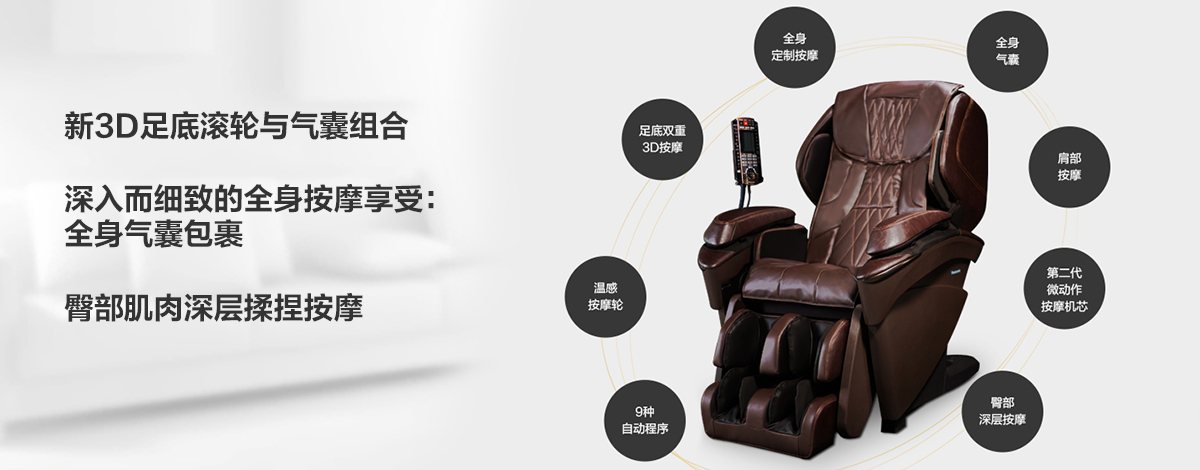 新3D足底滚轮与气囊组合
深入而细致的全身按摩享受：
全身气囊包裹
臀部肌肉深层揉捏按摩
全身
定制按摩
全身
气囊
足底双重
3D按摩
肩部
按摩
温感
按摩轮
第二代
微动作
按摩机芯
9种
自动程序
臀部
深层按摩